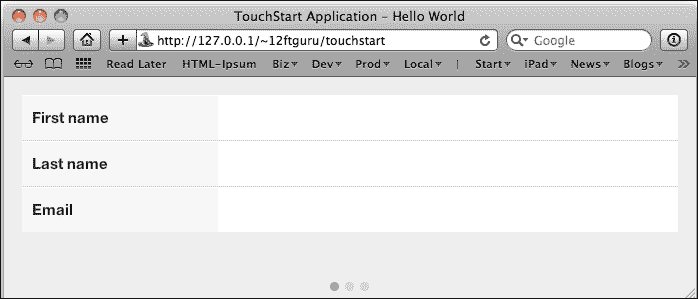 TouchStart Application – Hello World
http://127.0.0.1/~12ftguru/touchstart
Google
Read Later HTML-Ipsum Biz Dev Prod Local Start iPad News Blogs
First name
Last name
Email